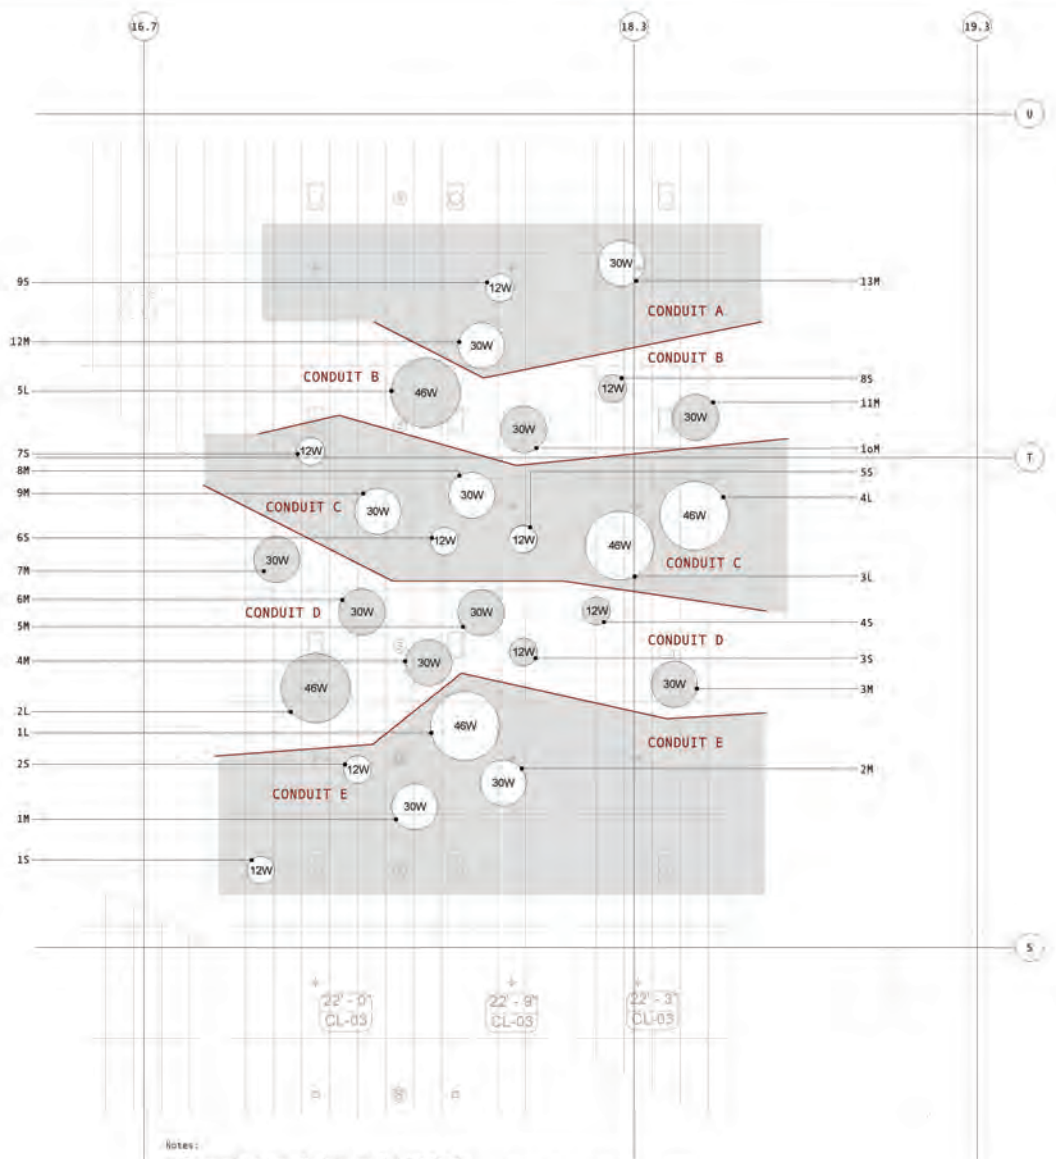 16.7 18.3 19.3
U
30W
9S 12W 13M
CONDUIT A
12M 30W
CONDUIT B
CONDUIT B 8S
5L 46W 12W
11M
30W 30W
1oM
7S 12W T
8M 5S
9M 30W 4L
CONDUIT C 30W 46W
6S 12W 12W 46W
30W CONDUIT C
7M 3L
6M
CONDUIT D 30W 30W 12W
5M 4S
CONDUIT D
12W 3S
4M 30W
46W 30W 3M
2L
1L 46W
CONDUIT E
2S 12W 2M
30W
CONDUIT E
30W
1M
1S 12W
S
22' - 0" 22' - 9" 22' - 3"
CL-03 CL-03 CL-03
Notes: